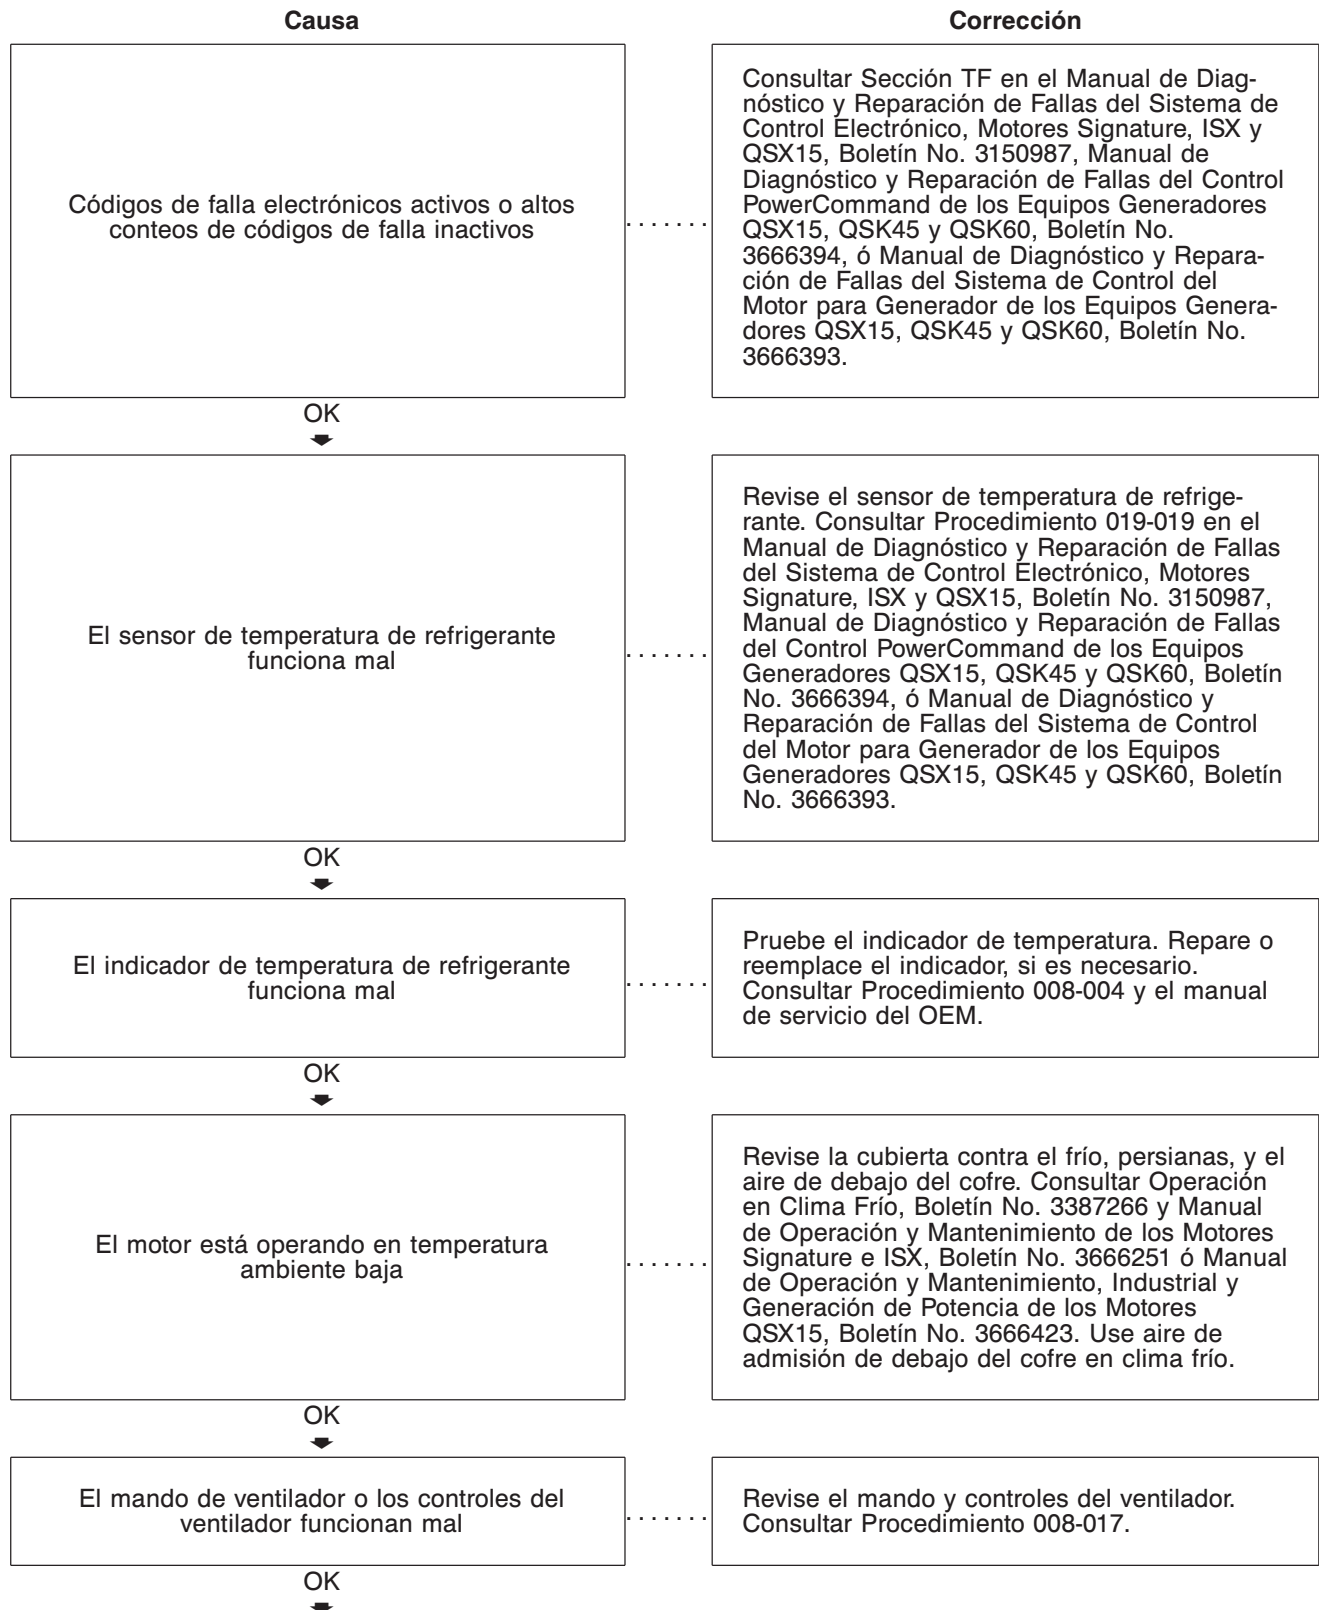 Causa
Corrección
Códigos de falla electrónicos activos o altos
conteos de códigos de falla inactivos
.......
Consultar Sección TF en el Manual de Diag-
nóstico y Reparación de Fallas del Sistema de
Control Electrónico, Motores Signature, ISX y
QSX15, Boletín No. 3150987, Manual de
Diagnóstico y Reparación de Fallas del Control
PowerCommand de los Equipos Generadores
QSX15, QSK45 y QSK60, Boletín No.
3666394, ó Manual de Diagnóstico y Repara-
ción de Fallas del Sistema de Control del
Motor para Generador de los Equipos Genera-
dores QSX15, QSK45 y QSK60, Boletín No.
3666393.
OK
El sensor de temperatura de refrigerante
funciona mal
.......
Revise el sensor de temperatura de refrige-
rante. Consultar Procedimiento 019-019 en el
Manual de Diagnóstico y Reparación de Fallas
del Sistema de Control Electrónico, Motores
Signature, ISX y QSX15, Boletín No. 3150987,
Manual de Diagnóstico y Reparación de Fallas
del Control PowerCommand de los Equipos
Generadores QSX15, QSK45 y QSK60, Boletín
No. 3666394, ó Manual de Diagnóstico y
Reparación de Fallas del Sistema de Control
del Motor para Generador de los Equipos
Generadores QSX15, QSK45 y QSK60, Boletín
No. 3666393.
OK
El indicador de temperatura de refrigerante
funciona mal
.......
Pruebe el indicador de temperatura. Repare o
reemplace el indicador, si es necesario.
Consultar Procedimiento 008-004 y el manual
de servicio del OEM.
OK
El motor está operando en temperatura
ambiente baja
.......
Revise la cubierta contra el frío, persianas, y el
aire de debajo del cofre. Consultar Operación
en Clima Frío, Boletín No. 3387266 y Manual
de Operación y Mantenimiento de los Motores
Signature e ISX, Boletín No. 3666251 ó Manual
de Operación y Mantenimiento, Industrial y
Generación de Potencia de los Motores
QSX15, Boletín No. 3666423. Use aire de
admisión de debajo del cofre en clima frío.
OK
El mando de ventilador o los controles del
ventilador funcionan mal
.......
Revise el mando y controles del ventilador.
Consultar Procedimiento 008-017.
OK